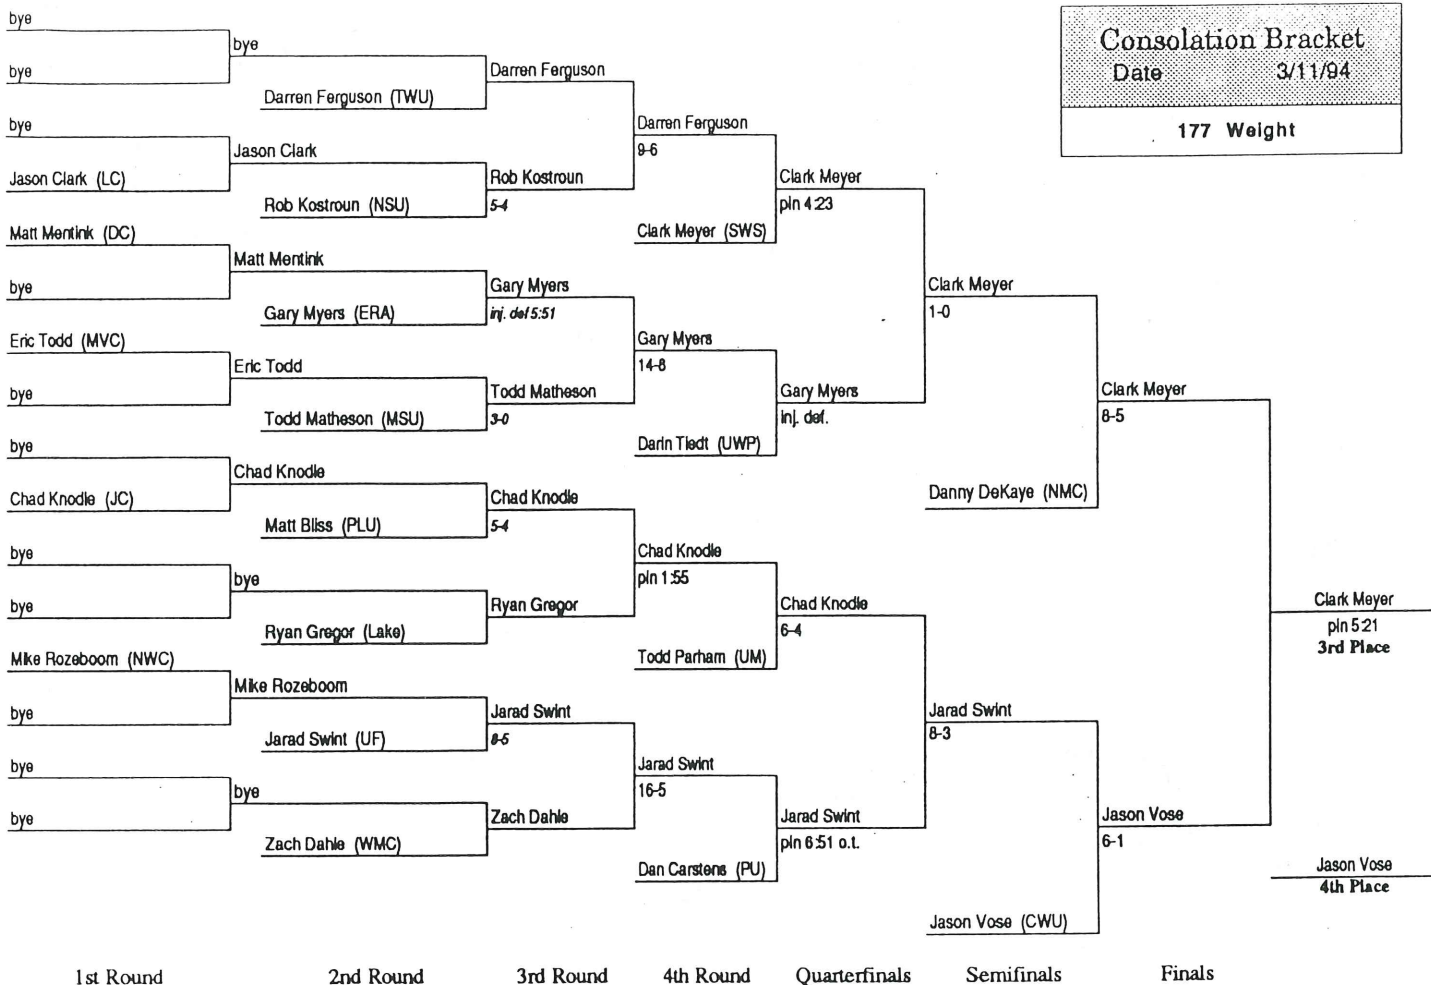 Consolation Bracket
Date 3/11/94
177 Weight
bye
bye
bye
Jason Clark (LC)
Matt Mentink (DC)
bye
Eric Todd (MVC)
bye
bye
Chad Knodle (JC)
bye
bye
Mike Rozeboom (NWC)
bye
bye
bye
1st Round
bye
Darren Ferguson (TWU)
Jason Clark
Rob Kostroun (NSU)
Matt Mentink
Gary Myers (ERA)
Eric Todd
Todd Matheson (MSU)
Chad Knodle
Matt Bliss (PLU)
bye
Ryan Gregor (Lake)
Mike Rozeboom
Jarad Swint (UF)
bye
Zach Dahle (WMC)
2nd Round
Darren Ferguson
Rob Kostroun
5-4
Gary Myers
inj. def 5:51
Todd Matheson
3-0
Chad Knodle
5-4
Ryan Gregor
Jarad Swint
8-5
Zach Dahle
3rd Round
Darren Ferguson
9-6
Clark Meyer (SWS)
Gary Myers
14-8
Darin Tiedt (UWP)
Chad Knodle
pin 1:55
Todd Parham (UM)
Jarad Swint
16-5
Dan Carstens (PU)
4th Round
Clark Meyer
pin 4:23
Gary Myers
inj. def.
Chad Knodle
6-4
Jarad Swint
pin 6:51 o.t.
Quarterfinals
Clark Meyer
1-0
Danny DeKaye (NMC)
Jarad Swint
8-3
Jason Vose (CWU)
Semifinals
Clark Meyer
8-5
Jason Vose
6-1
Finals
Clark Meyer
pin 5:21
3rd Place
Jason Vose
4th Place